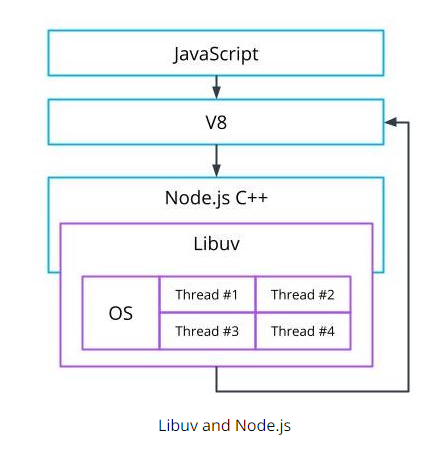 JavaScript
V8
Node.js C++
Libuv
OS
Thread #1
Thread #2
Thread #3
Thread #4
Libuv and Node.js